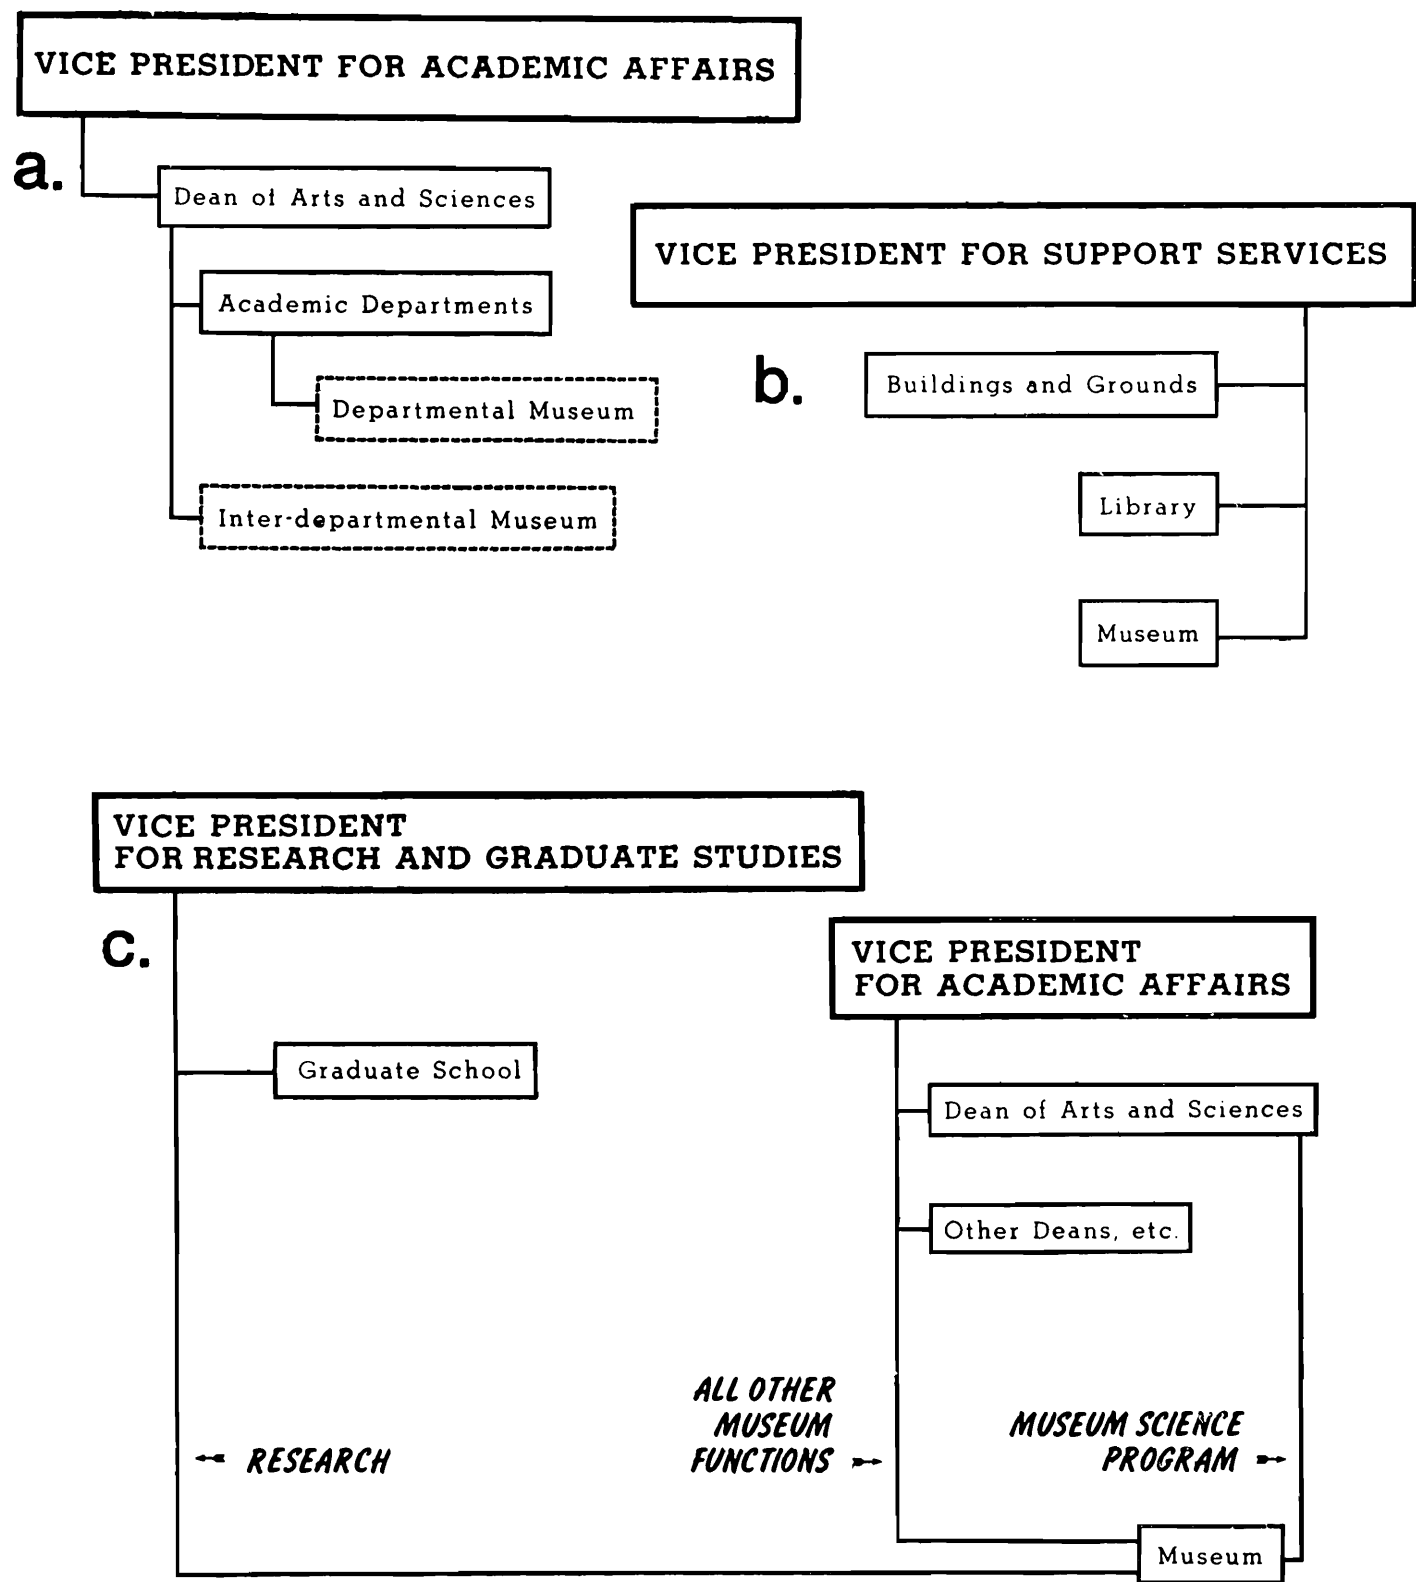 VICE PRESIDENT FOR ACADEMIC AFFAIRS
a.
Dean of Arts and Sciences
Academic Departments
Departmental Museum
Inter-departmental Museum
VICE PRESIDENT FOR SUPPORT SERVICES
b.
Buildings and Grounds
Library
Museum
VICE PRESIDENT
FOR RESEARCH AND GRADUATE STUDIES
c.
Graduate School
RESEARCH
VICE PRESIDENT
FOR ACADEMIC AFFAIRS
Dean of Arts and Sciences
Other Deans, etc.
ALL OTHER
MUSEUM
FUNCTIONS
MUSEUM SCIENCE
PROGRAM
Museum